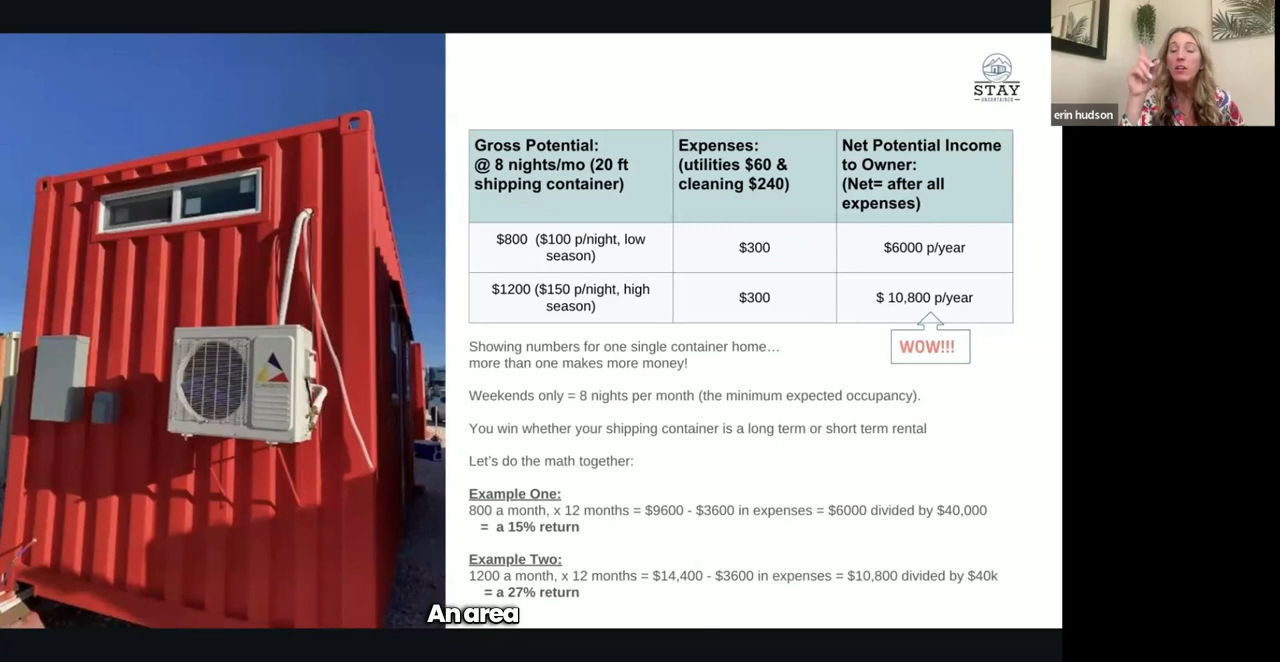 STAY
UNCONTAINED
erin hudson
Gross Potential:
@ 8 nights/mo (20 ft
shipping container)
Expenses:
(utilities $60 &
cleaning $240)
Net Potential Income
to Owner:
(Net= after all
expenses)
$800 ($100 p/night, low
season)
$300
$6000 p/year
$1200 ($150 p/night, high
season)
$300
$ 10,800 p/year
WOW!!!
Showing numbers for one single container home…
more than one makes more money!
Weekends only = 8 nights per month (the minimum expected occupancy).
You win whether your shipping container is a long term or short term rental
Let's do the math together:
Example One:
800 a month, x 12 months = $9600 - $3600 in expenses = $6000 divided by $40,000
= a 15% return
Example Two:
1200 a month, x 12 months = $14,400 - $3600 in expenses = $10,800 divided by $40k
= a 27% return
An area